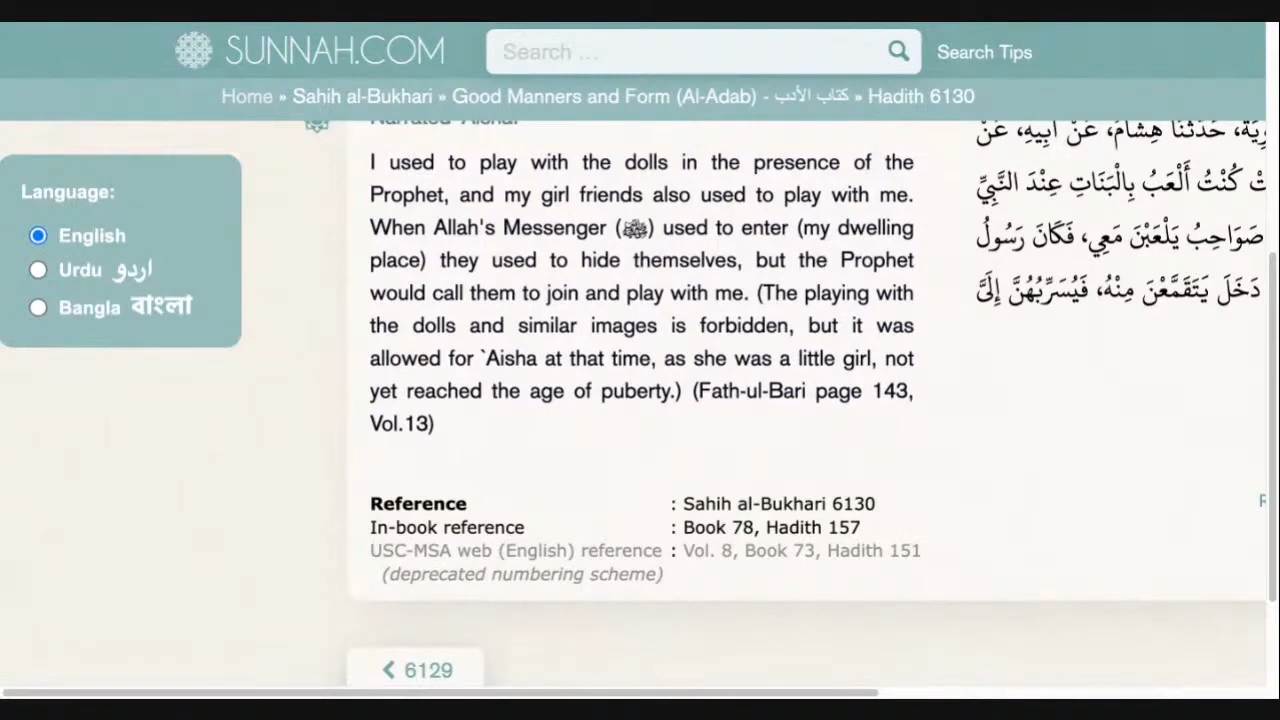 SUNNAH.COM
Search ...
Search Tips
Home » Sahih al-Bukhari » Good Manners and Form (Al-Adab) - كتاب الأدب » Hadith 6130
Language:
English
Urdu اردو
Bangla বাংলা
Narrated `Aisha:
I used to play with the dolls in the presence of the
Prophet, and my girl friends also used to play with me.
When Allah's Messenger (ﷺ) used to enter (my dwelling
place) they used to hide themselves, but the Prophet
would call them to join and play with me. (The playing with
the dolls and similar images is forbidden, but it was
allowed for `Aisha at that time, as she was a little girl, not
yet reached the age of puberty.) (Fath-ul-Bari page 143,
Vol.13)
حَدَّثَنَا هِشَامٌ، عَنْ أَبِيهِ، عَنْ
كُنْتُ أَلْعَبُ بِالْبَنَاتِ عِنْدَ النَّبِيِّ
صَوَاحِبُ يَلْعَبْنَ مَعِي، فَكَانَ رَسُولُ
دَخَلَ يَتَقَمَّعْنَ مِنْهُ، فَيُسَرِّبُهُنَّ إِلَىَّ
Reference : Sahih al-Bukhari 6130
In-book reference : Book 78, Hadith 157
USC-MSA web (English) reference : Vol. 8, Book 73, Hadith 151
(deprecated numbering scheme)
6129